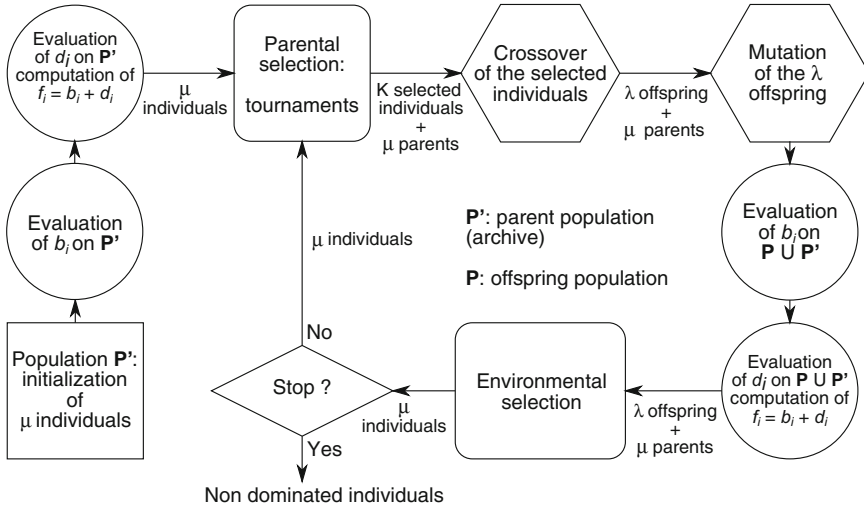 Evaluation
of di on P'
computation of
fi = bi + di
μ
individuals
Parental
selection:
tournaments
K selected
individuals
+
μ parents
Crossover
of the selected
individuals
λ offspring
+
μ parents
Mutation
of the λ
offspring
Evaluation
of bi on P'
μ individuals
P': parent population
(archive)
P: offspring population
Evaluation
of bi on
P U P'
Population P':
initialization
of
μ individuals
No
Stop ?
Yes
μ
individuals
Environmental
selection
λ offspring
+
μ parents
Evaluation
of di on P U P'
computation of
fi = bi + di
Non dominated individuals